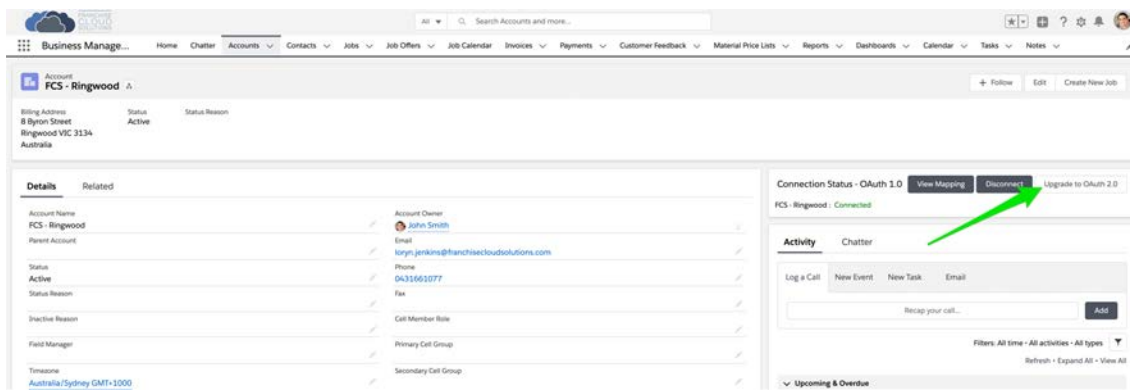 FRANCHISE
CLOUD
SOLUTIONS
All
Search Accounts and more...
Business Manage...
Home Chatter Accounts Contacts Jobs Job Offers Job Calendar Invoices Payments Customer Feedback Material Price Lists Reports Dashboards Calendar Tasks Notes
Account
FCS - Ringwood
+ Follow Edit Create New Job
Billing Address Status Status Reason
8 Byron Street Active
Ringwood VIC 3134
Australia
Details Related
Account Name Account Owner
FCS - Ringwood John Smith
Parent Account Email
loryn.jenkins@franchisecloudsolutions.com
Status Phone
Active 0431661077
Status Reason Fax
Inactive Reason Cell Member Role
Field Manager Primary Cell Group
Timezone Secondary Cell Group
Australia/Sydney GMT+1000
Connection Status - OAuth 1.0 View Mapping Disconnect Upgrade to OAuth 2.0
FCS - Ringwood : Connected
Activity Chatter
Log a Call New Event New Task Email
Recap your call... Add
Filters: All time • All activities • All types
Refresh • Expand All • View All
Upcoming & Overdue